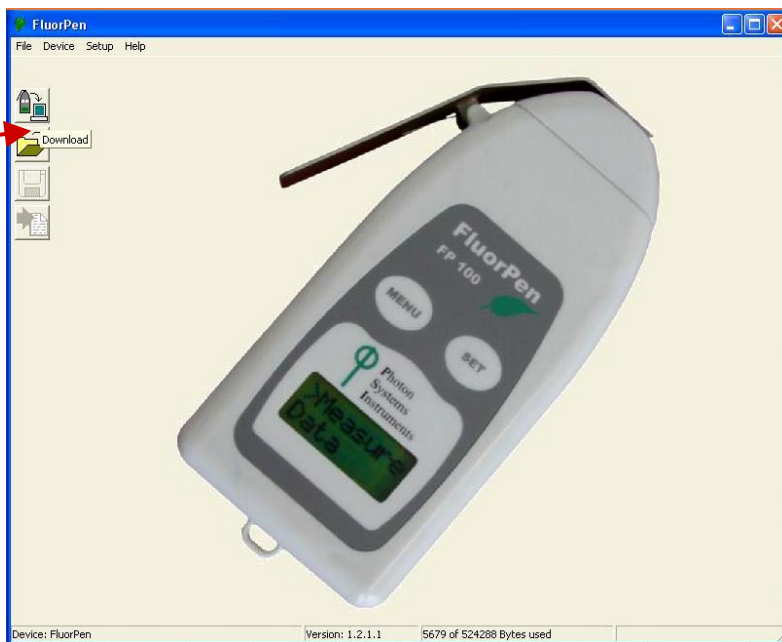 FluorPen
File Device Setup Help
Download
FluorPen
FP 100
MENU
SET
Photon
Systems
Instruments
>Measure
Data
Device: FluorPen Version: 1.2.1.1 5679 of 524288 Bytes used